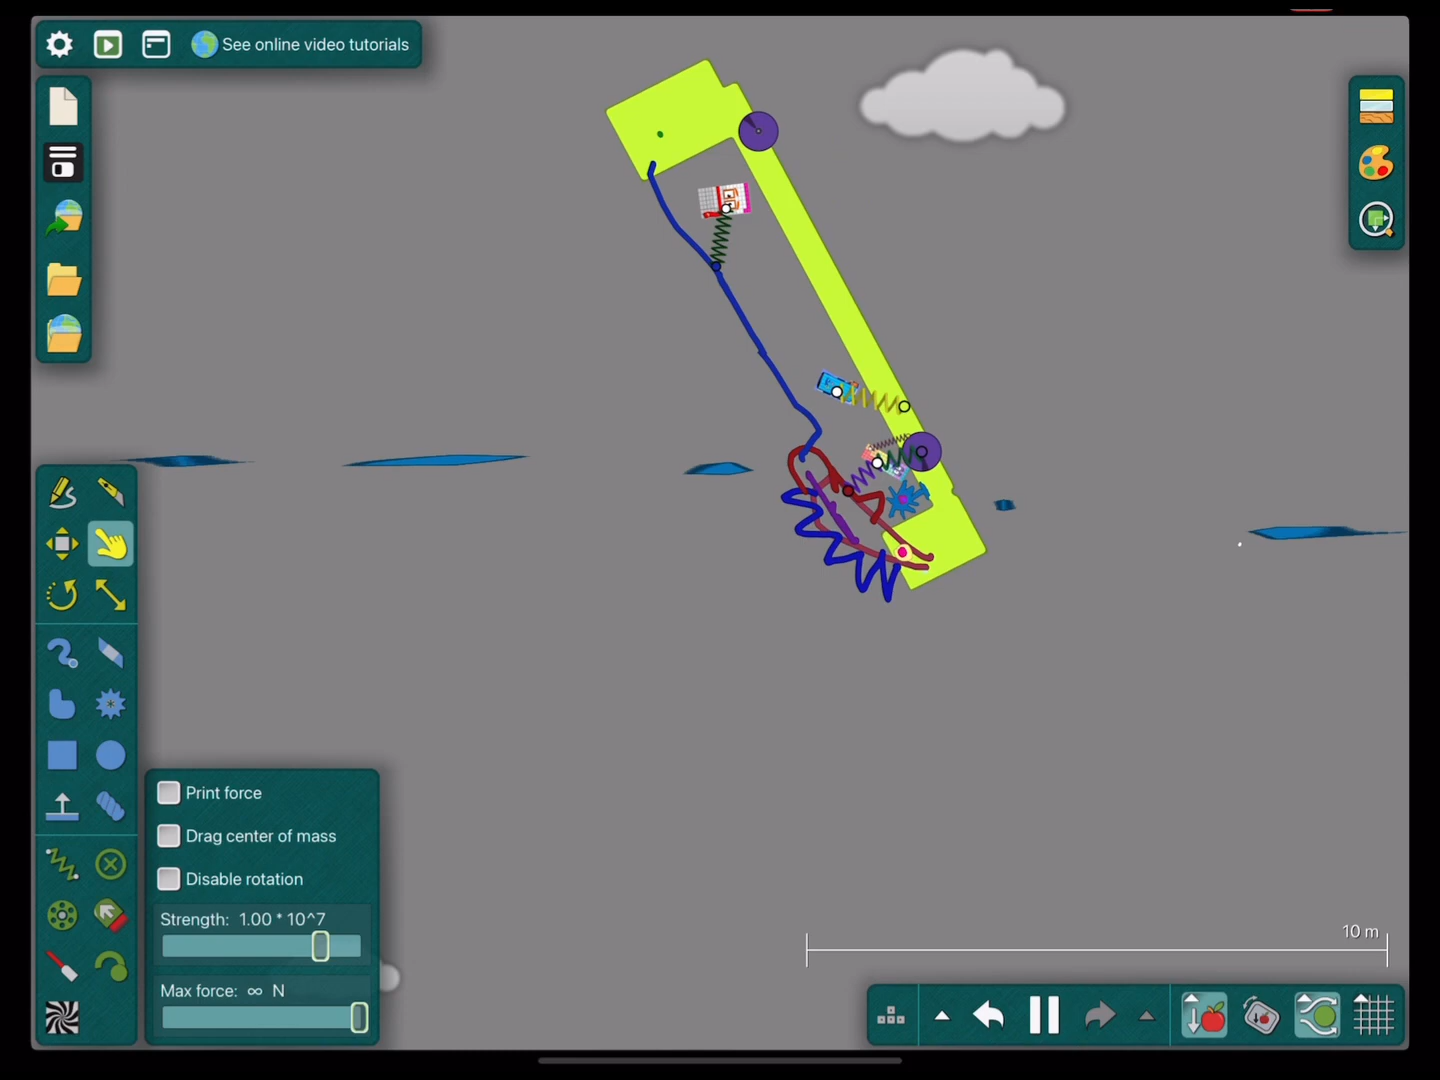 See online video tutorials
Print force
Drag center of mass
Disable rotation
Strength: 1.00 * 10^7
Max force: ∞ N
10 m